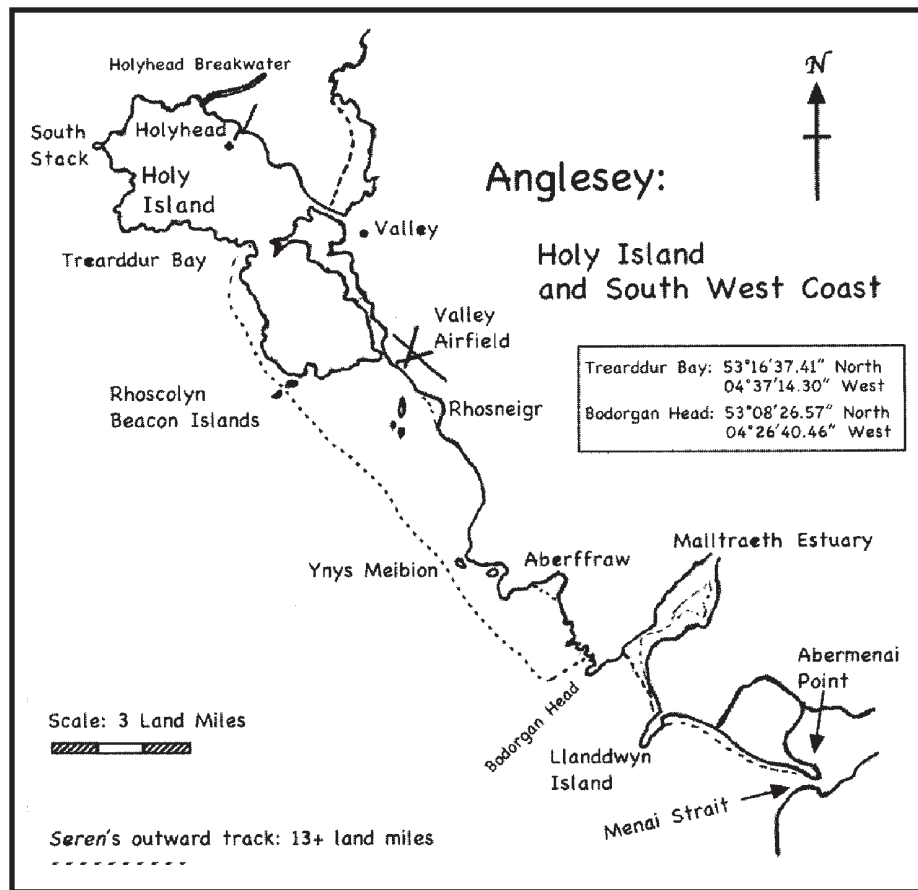 Holyhead Breakwater
N
South
Stack
Holyhead
Holy
Island
Anglesey:
Valley
Trearddur Bay
Holy Island
and South West Coast
Valley
Airfield
Trearddur Bay: 53°16'37.41" North
04°37'14.30" West
Bodorgan Head: 53°08'26.57" North
04°26'40.46" West
Rhoscolyn
Beacon Islands
Rhosneigr
Malltraeth Estuary
Ynys Meibion
Aberffraw
Abermenai
Point
Scale: 3 Land Miles
Bodorgan Head
Llanddwyn
Island
Menai Strait
Seren's outward track: 13+ land miles